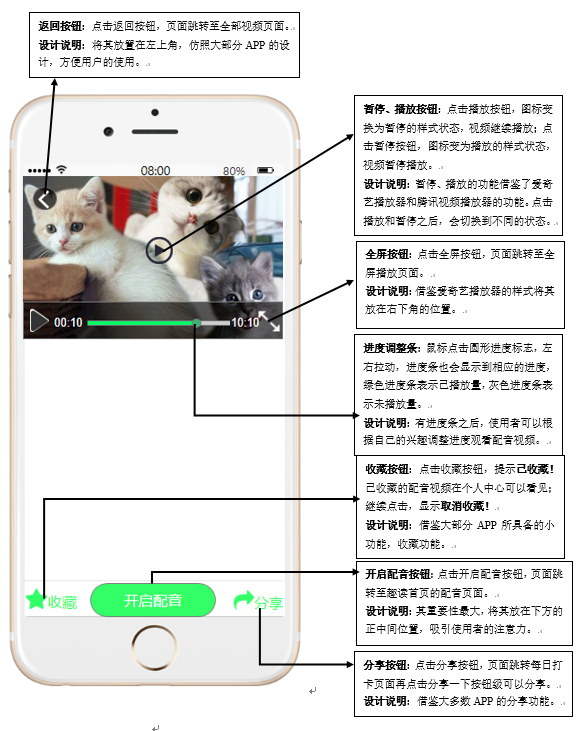 返回按钮：点击返回按钮，页面跳转至全部视频页面。
设计说明：将其放置在左上角，仿照大部分 APP 的设
计，方便用户的使用。
08:00
80%
00:10
10:10
暂停、播放按钮：点击播放按钮，图标变
换为暂停的样式状态，视频继续播放；点
击暂停按钮，图标变为播放的样式状态，
视频暂停播放。
设计说明：暂停、播放的功能借鉴了爱奇
艺播放器和腾讯视频播放器的功能。点击
播放和暂停之后，会切换到不同的状态。
全屏按钮：点击全屏按钮，页面跳转至全
屏播放页面。
设计说明：借鉴爱奇艺播放器的样式将其
放在右下角的位置。
进度调整条：鼠标点击圆形进度标志，左
右拉动，进度条也会显示到相应的进度，
绿色进度条表示已播放量，灰色进度条表
示未播放量。
设计说明：有进度条之后，使用者可以根
据自己的兴趣调整进度观看配音视频。
收藏按钮：点击收藏按钮，提示已收藏！
已收藏的配音视频在个人中心可以看见；
继续点击，显示取消收藏！
设计说明：借鉴大部分 APP 所具备的小
功能，收藏功能。
开启配音按钮：点击开启配音按钮，页面跳
转至趣读首页的配音页面。
设计说明：其重要性最大，将其放在下方的
正中间位置，吸引使用者的注意力。
收藏
开启配音
分享
分享按钮：点击分享按钮，页面跳转每日打
卡页面再点击分享一下按钮级可以分享。
设计说明：借鉴大多数 APP 的分享功能。